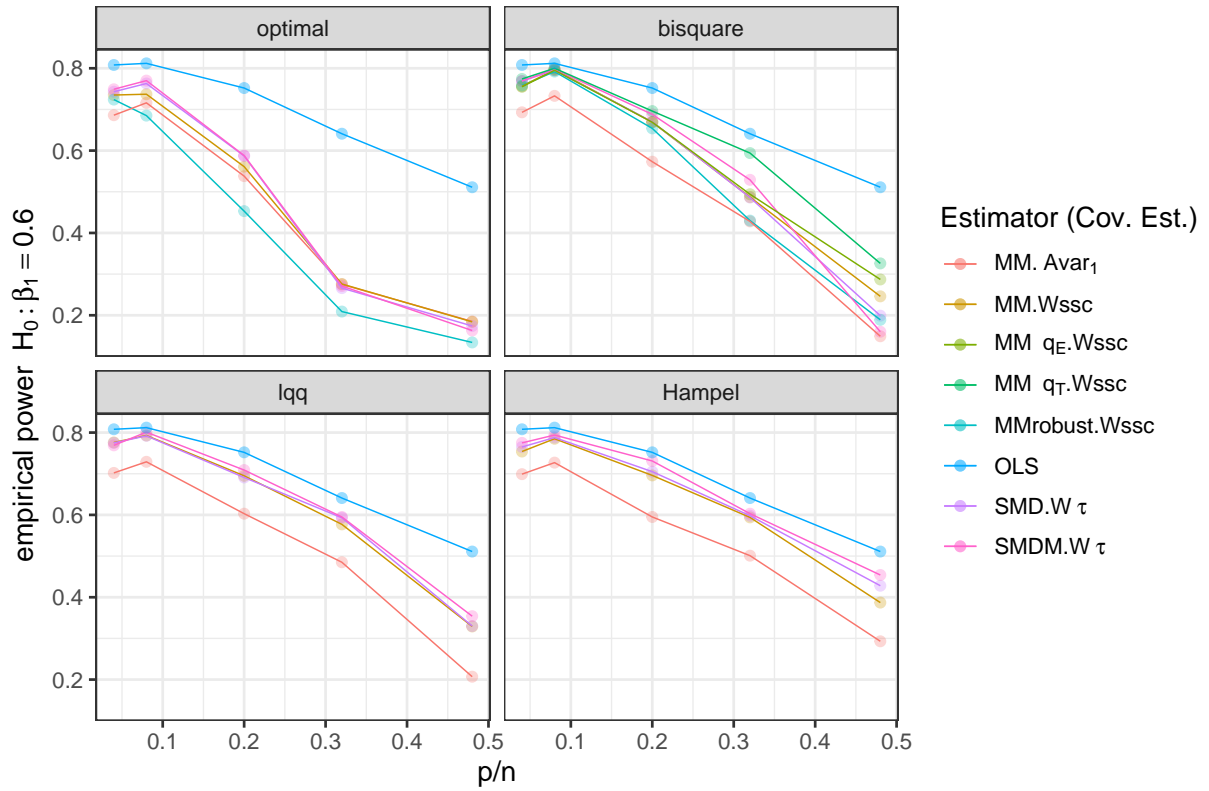 optimal
bisquare
0.8
0.6
0.4
0.2
lqq
Hampel
0.8
0.6
0.4
0.2
0.1 0.2 0.3 0.4 0.5
0.1 0.2 0.3 0.4 0.5
p/n
empirical power H₀ : β₁ = 0.6
Estimator (Cov. Est.)
MM. Avar₁
MM.Wssc
MM q_E.Wssc
MM q_T.Wssc
MMrobust.Wssc
OLS
SMD.W τ
SMDM.W τ